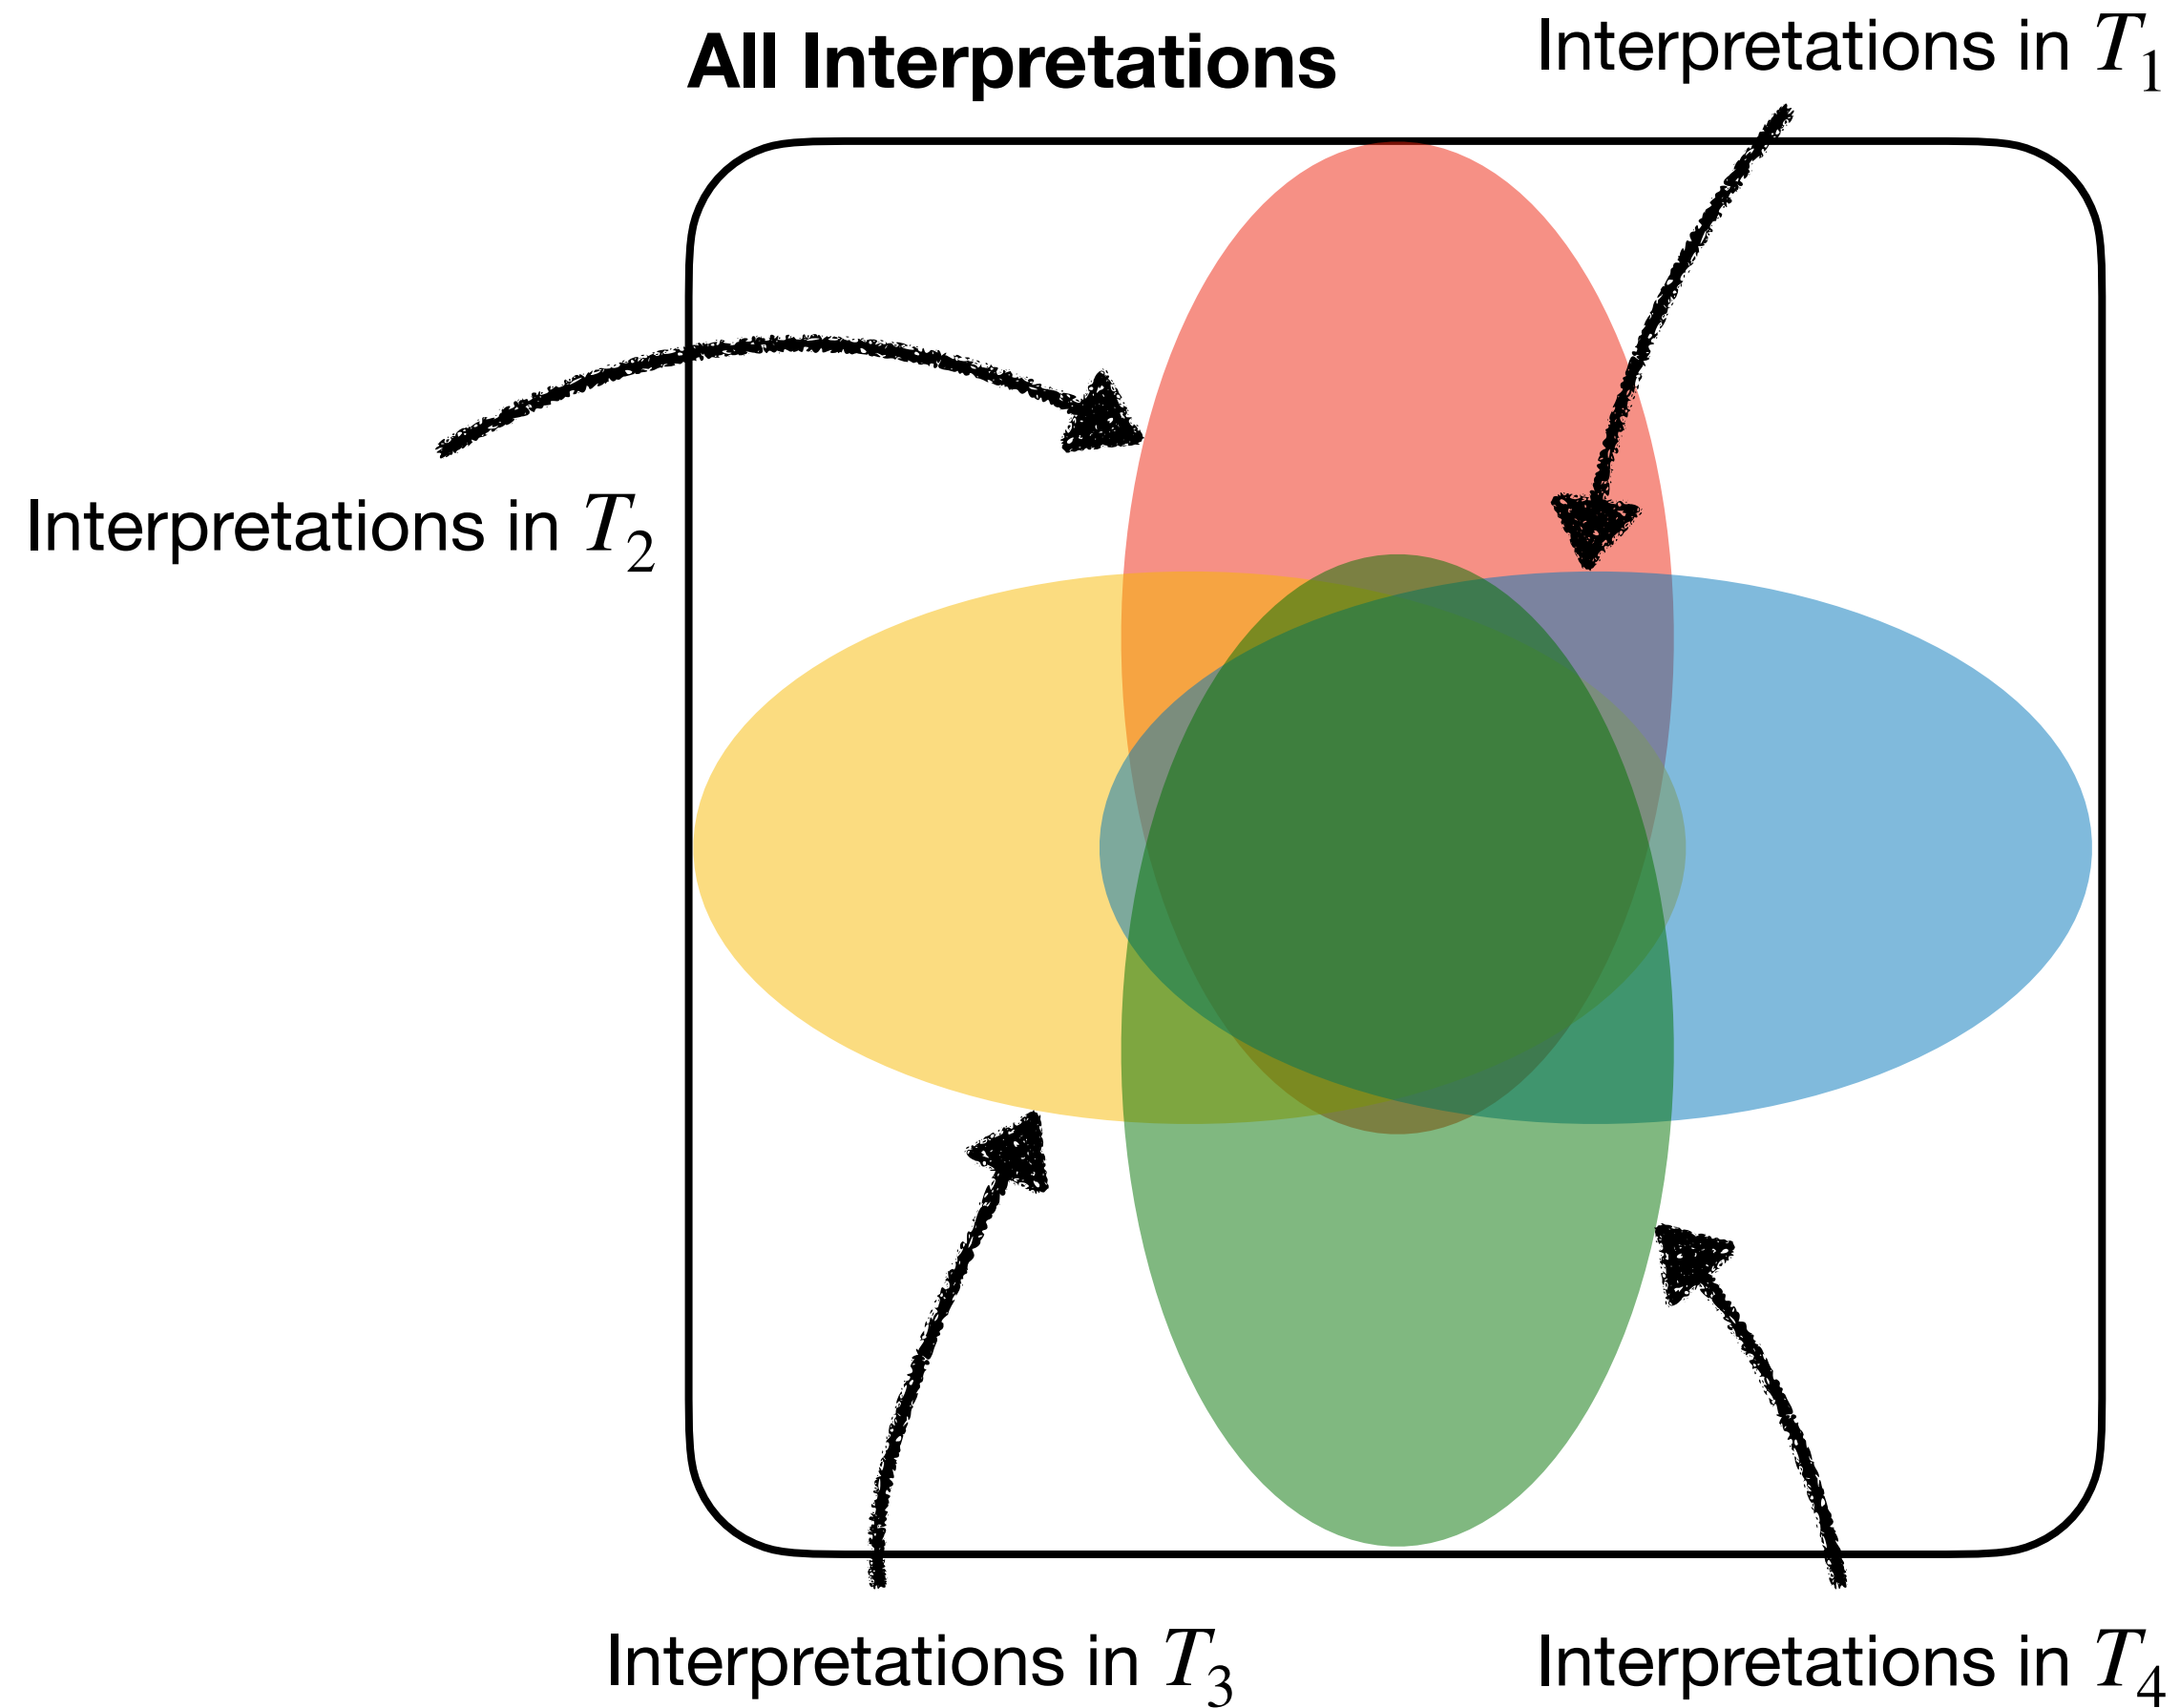 All Interpretations
Interpretations in T₁
Interpretations in T₂
Interpretations in T₃
Interpretations in T₄